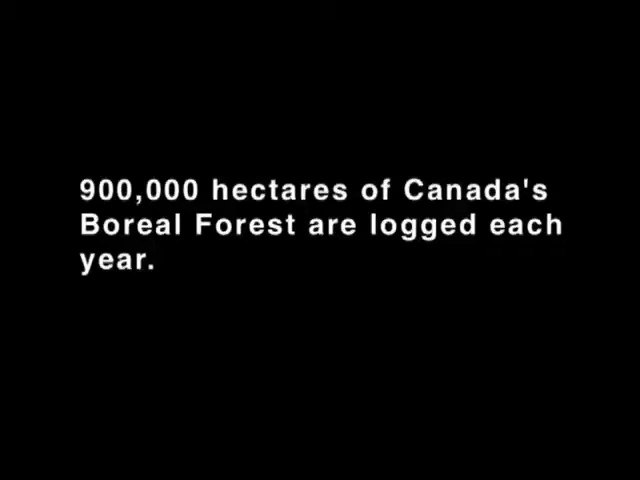 900,000 hectares of Canada's
Boreal Forest are logged each
year.